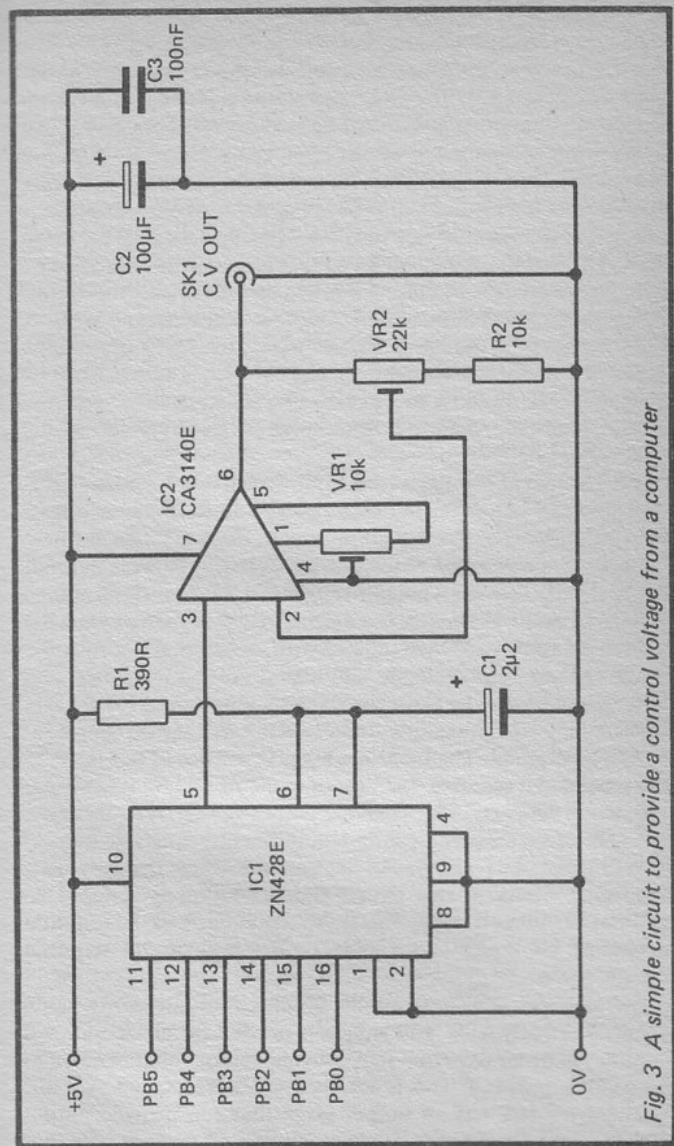 +5V
PB5
PB4
PB3
PB2
PB1
PB0
0V
11
12
13
14
15
16
1
2
10
IC1
ZN428E
8
9
4
5
6
7
R1
390R
+
C1
2µ2
3
2
7
4
IC2
CA3140E
6
5
1
VR1
10k
SK1
C V OUT
VR2
22k
R2
10k
C2
100µF
+
C3
100nF
Fig. 3 A simple circuit to provide a control voltage from a computer